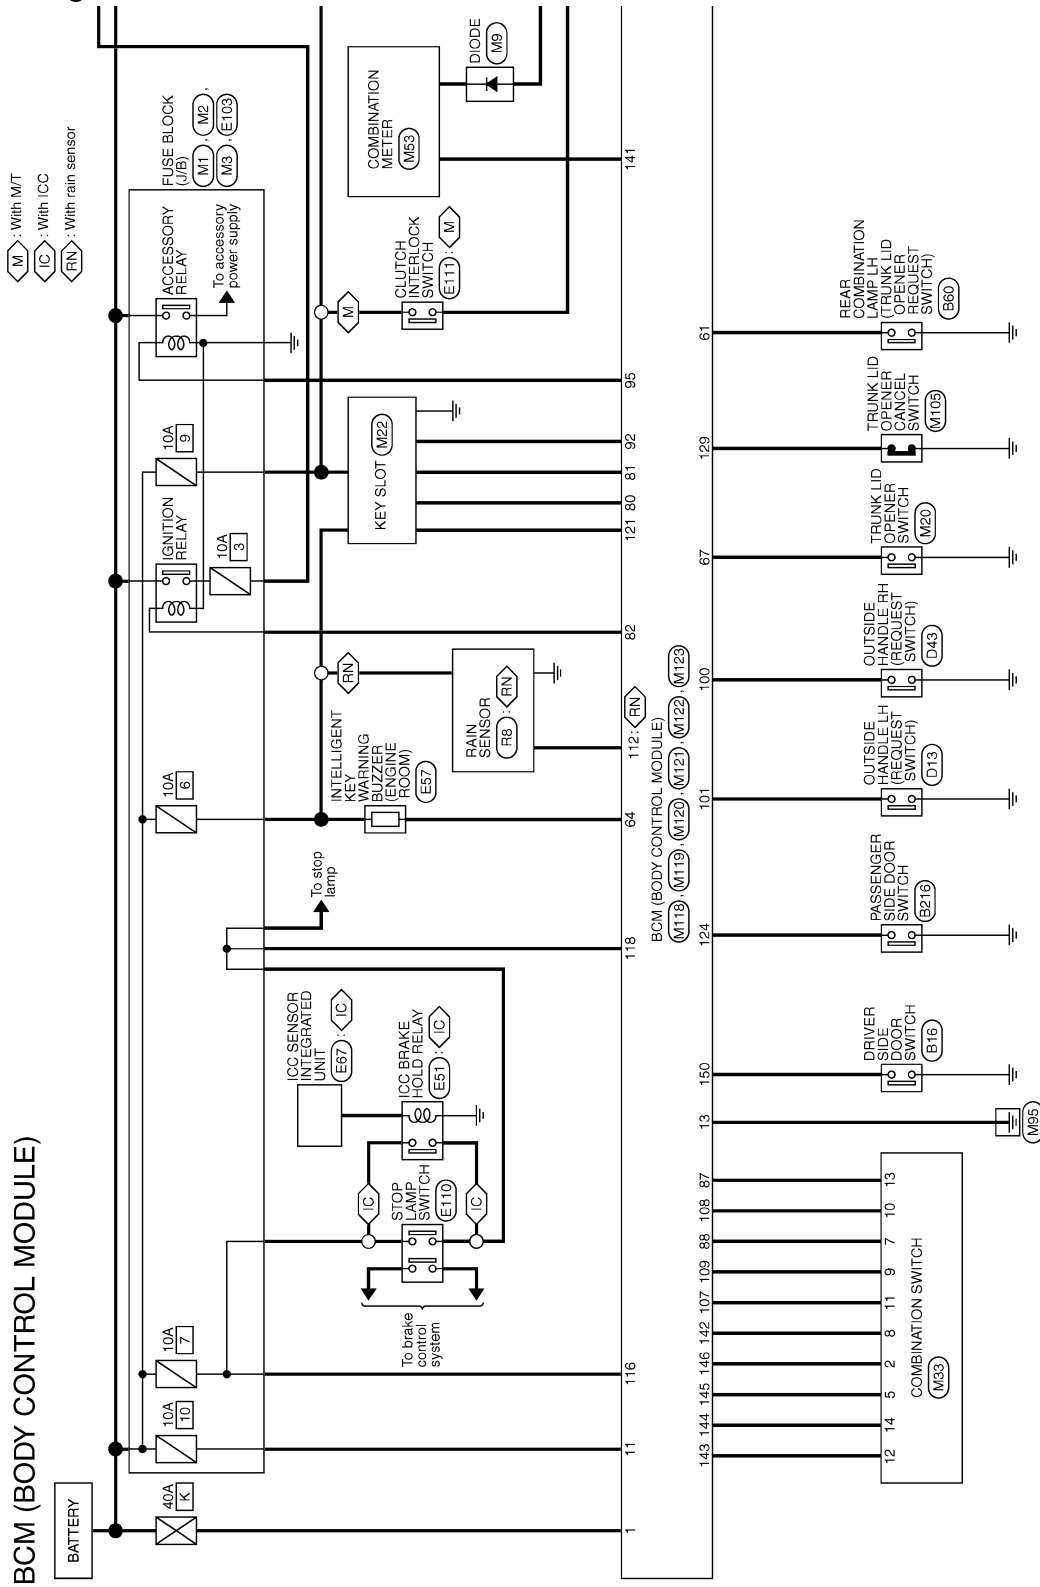 BCM (BODY CONTROL MODULE)
M : With M/T
IC : With ICC
RN : With rain sensor
BATTERY
40A
K
10A
10
10A
7
10A
6
10A
3
IGNITION
RELAY
10A
9
ACCESSORY
RELAY
To accessory
power supply
FUSE BLOCK
(J/B)
M1 , M2 ,
M3 , E103
To brake
control
system
STOP
LAMP
SWITCH
E110
IC
IC
ICC SENSOR
INTEGRATED
UNIT
E67 : IC
ICC BRAKE
HOLD RELAY
E51 : IC
To stop
lamp
INTELLIGENT
KEY
WARNING
BUZZER
(ENGINE
ROOM)
E57
RN
RAIN
SENSOR
R8 : RN
KEY SLOT M22
M
CLUTCH
INTERLOCK
SWITCH
E111 : M
COMBINATION
METER
M53
DIODE
M9
1
11
116
118
64
112: RN
82
121
80
81
92
95
141
BCM (BODY CONTROL MODULE)
M118 , M119 , M120 , M121 , M122 , M123
143
144
145
146
142
107
109
88
108
87
13
150
124
101
100
67
129
61
12
14
5
2
8
11
9
7
10
13
COMBINATION SWITCH
M33
M95
DRIVER
SIDE
DOOR
SWITCH
B16
PASSENGER
SIDE DOOR
SWITCH
B216
OUTSIDE
HANDLE LH
(REQUEST
SWITCH)
D13
OUTSIDE
HANDLE RH
(REQUEST
SWITCH)
D43
TRUNK LID
OPENER
SWITCH
M20
TRUNK LID
OPENER
CANCEL
SWITCH
M105
REAR
COMBINATION
LAMP LH
(TRUNK LID
OPENER
REQUEST
SWITCH)
B60